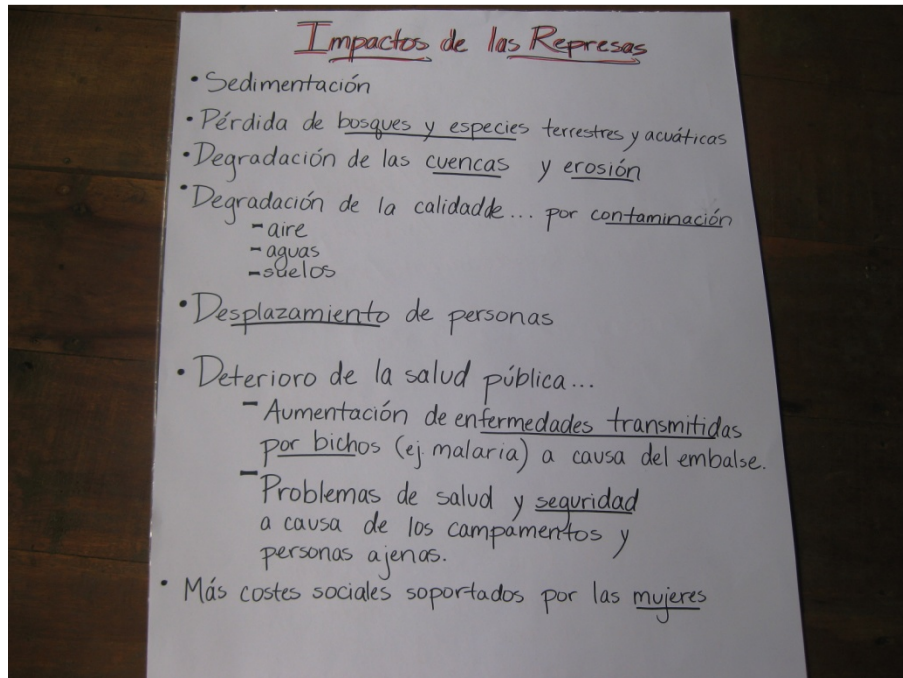 Impactos de las Represas
• Sedimentación
• Pérdida de bosques y especies terrestres y acuáticas
• Degradación de las cuencas y erosión
• Degradación de la calidadde... por contaminación
- aire
- aguas
- suelos
• Desplazamiento de personas
• Deterioro de la salud pública...
- Aumentación de enfermedades transmitidas
por bichos (ej. malaria) a causa del embalse.
- Problemas de salud y seguridad
a causa de los campamentos y
personas ajenas.
• Más costes sociales soportados por las mujeres